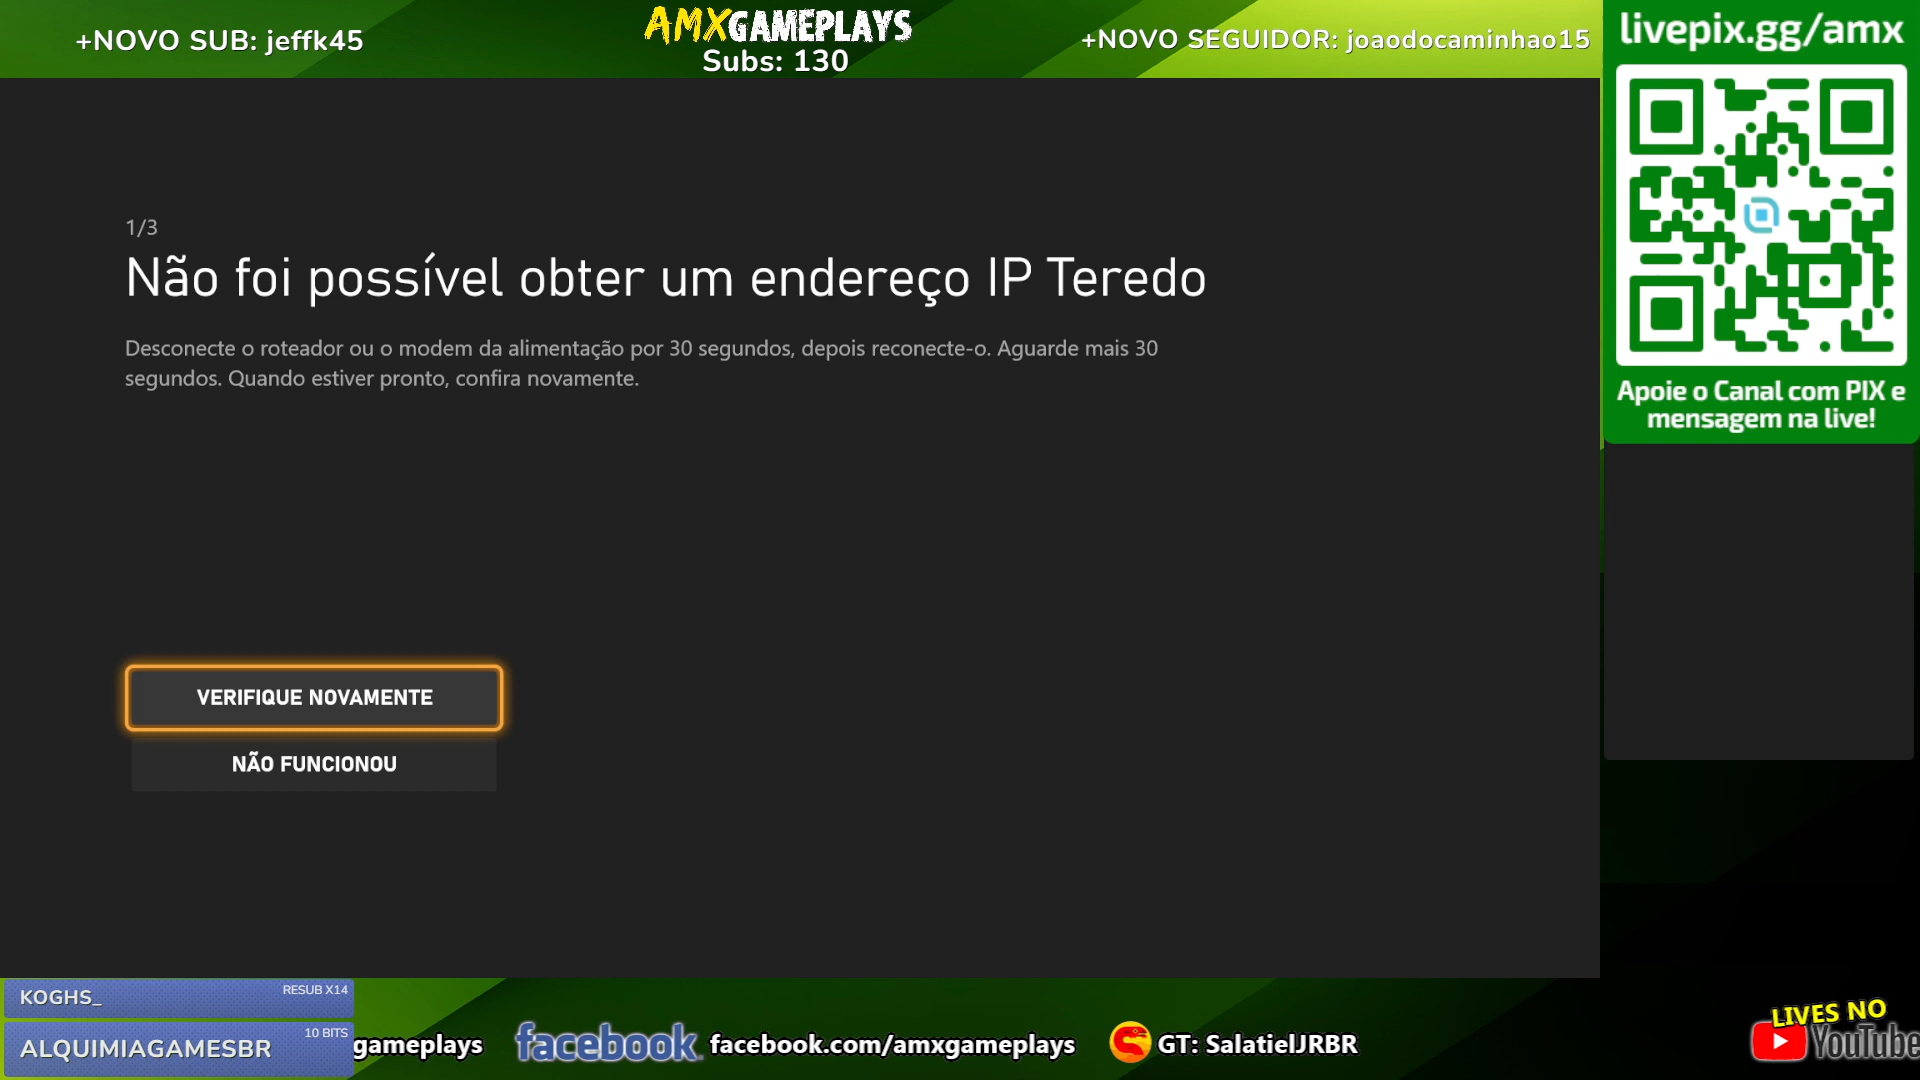 +NOVO SUB: jeffk45
AMXGAMEPLAYS
Subs: 130
+NOVO SEGUIDOR: joaodocaminhao15
livepix.gg/amx
Apoie o Canal com PIX e
mensagem na live!
1/3
Não foi possível obter um endereço IP Teredo
Desconecte o roteador ou o modem da alimentação por 30 segundos, depois reconecte-o. Aguarde mais 30
segundos. Quando estiver pronto, confira novamente.
VERIFIQUE NOVAMENTE
NÃO FUNCIONOU
KOGHS_
RESUB X14
ALQUIMIAGAMESBR
10 BITS
gameplays
facebook
facebook.com/amxgameplays
GT: SalatielJRBR
LIVES NO
YouTube